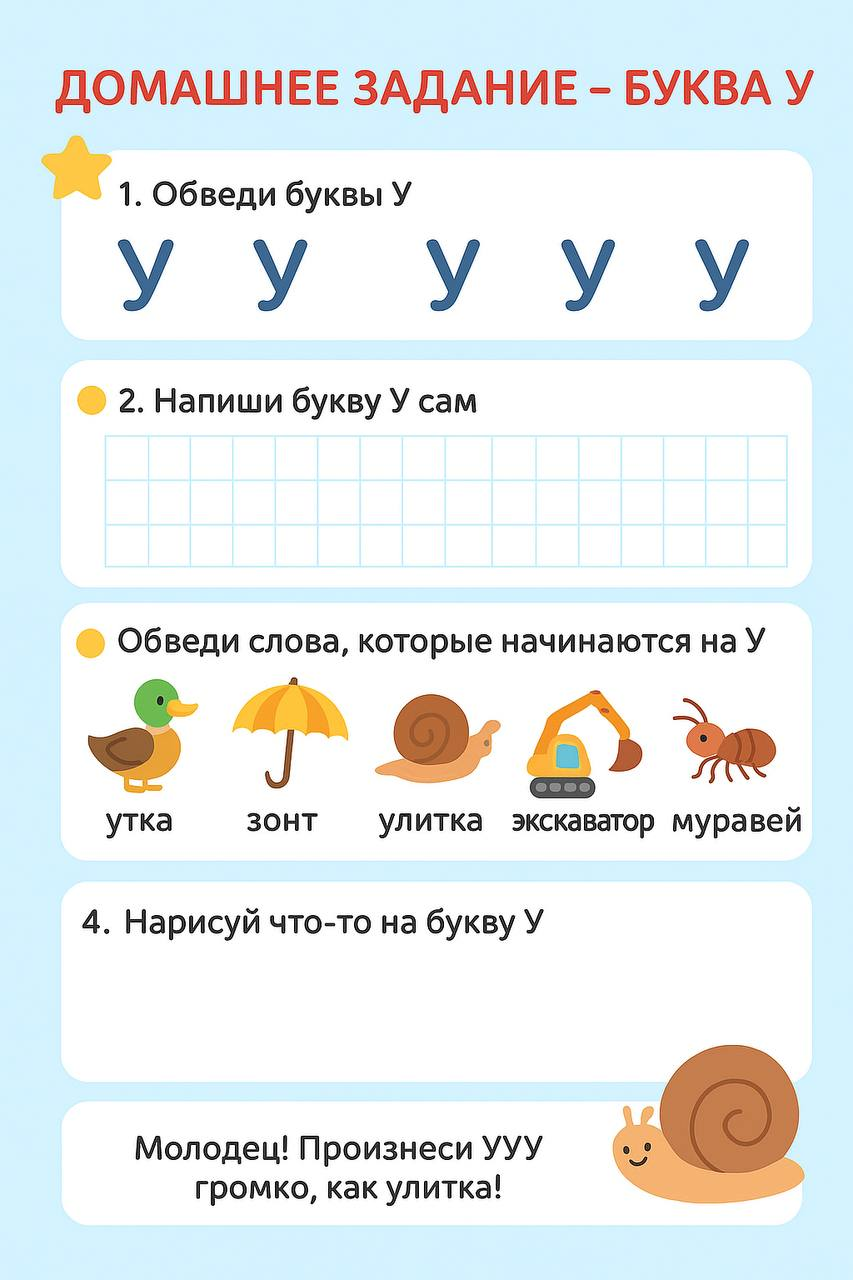 ДОМАШНЕЕ ЗАДАНИЕ – БУКВА У
1. Обведи буквы У
У У У У У
2. Напиши букву У сам
Обведи слова, которые начинаются на У
утка зонт улитка экскаватор муравей
4. Нарисуй что-то на букву У
Молодец! Произнеси УУУ
громко, как улитка!